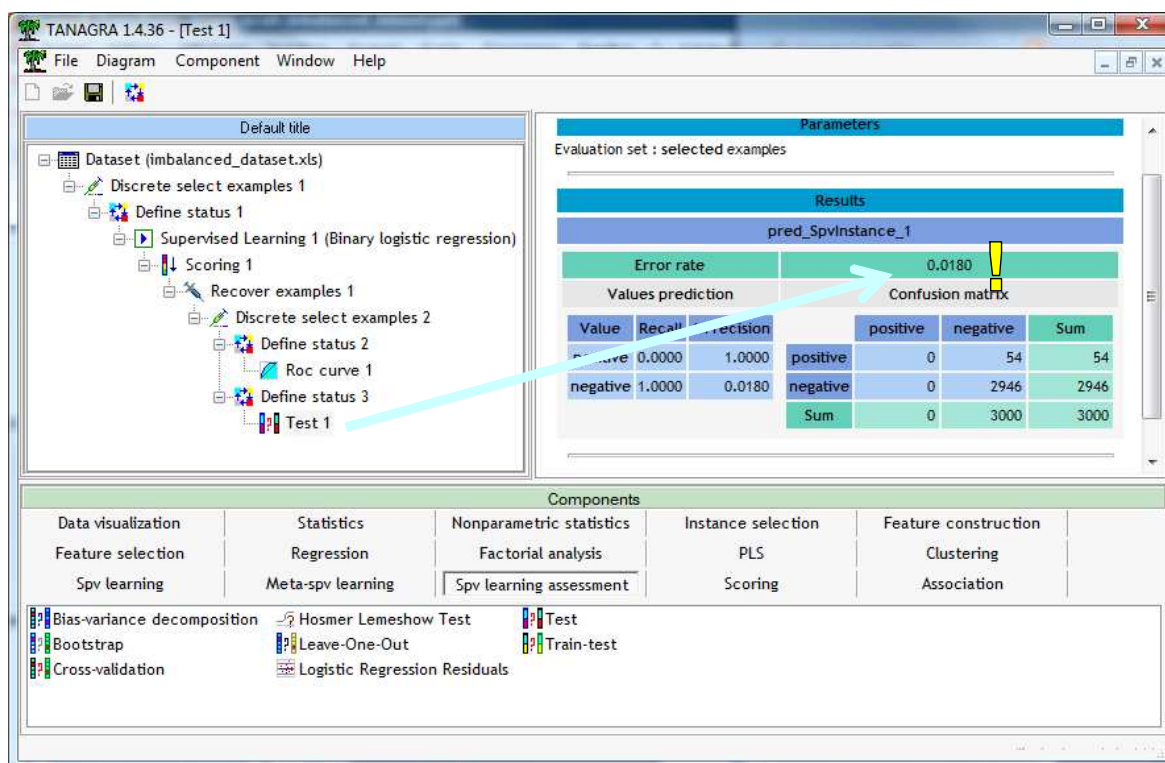 TANAGRA 1.4.36 - [Test 1]
File Diagram Component Window Help
Default title
Dataset (imbalanced_dataset.xls)
Discrete select examples 1
Define status 1
Supervised Learning 1 (Binary logistic regression)
Scoring 1
Recover examples 1
Discrete select examples 2
Define status 2
Roc curve 1
Define status 3
Test 1
Parameters
Evaluation set : selected examples
Results
pred_SpvInstance_1
Error rate 0.0180
!
Values prediction Confusion matrix
Value Recall Precision positive negative Sum
positive 0.0000 1.0000 positive 0 54 54
negative 1.0000 0.0180 negative 0 2946 2946
Sum 0 3000 3000
Components
Data visualization Statistics Nonparametric statistics Instance selection Feature construction
Feature selection Regression Factorial analysis PLS Clustering
Spv learning Meta-spv learning Spv learning assessment Scoring Association
Bias-variance decomposition Hosmer Lemeshow Test Test
Bootstrap Leave-One-Out Train-test
Cross-validation Logistic Regression Residuals